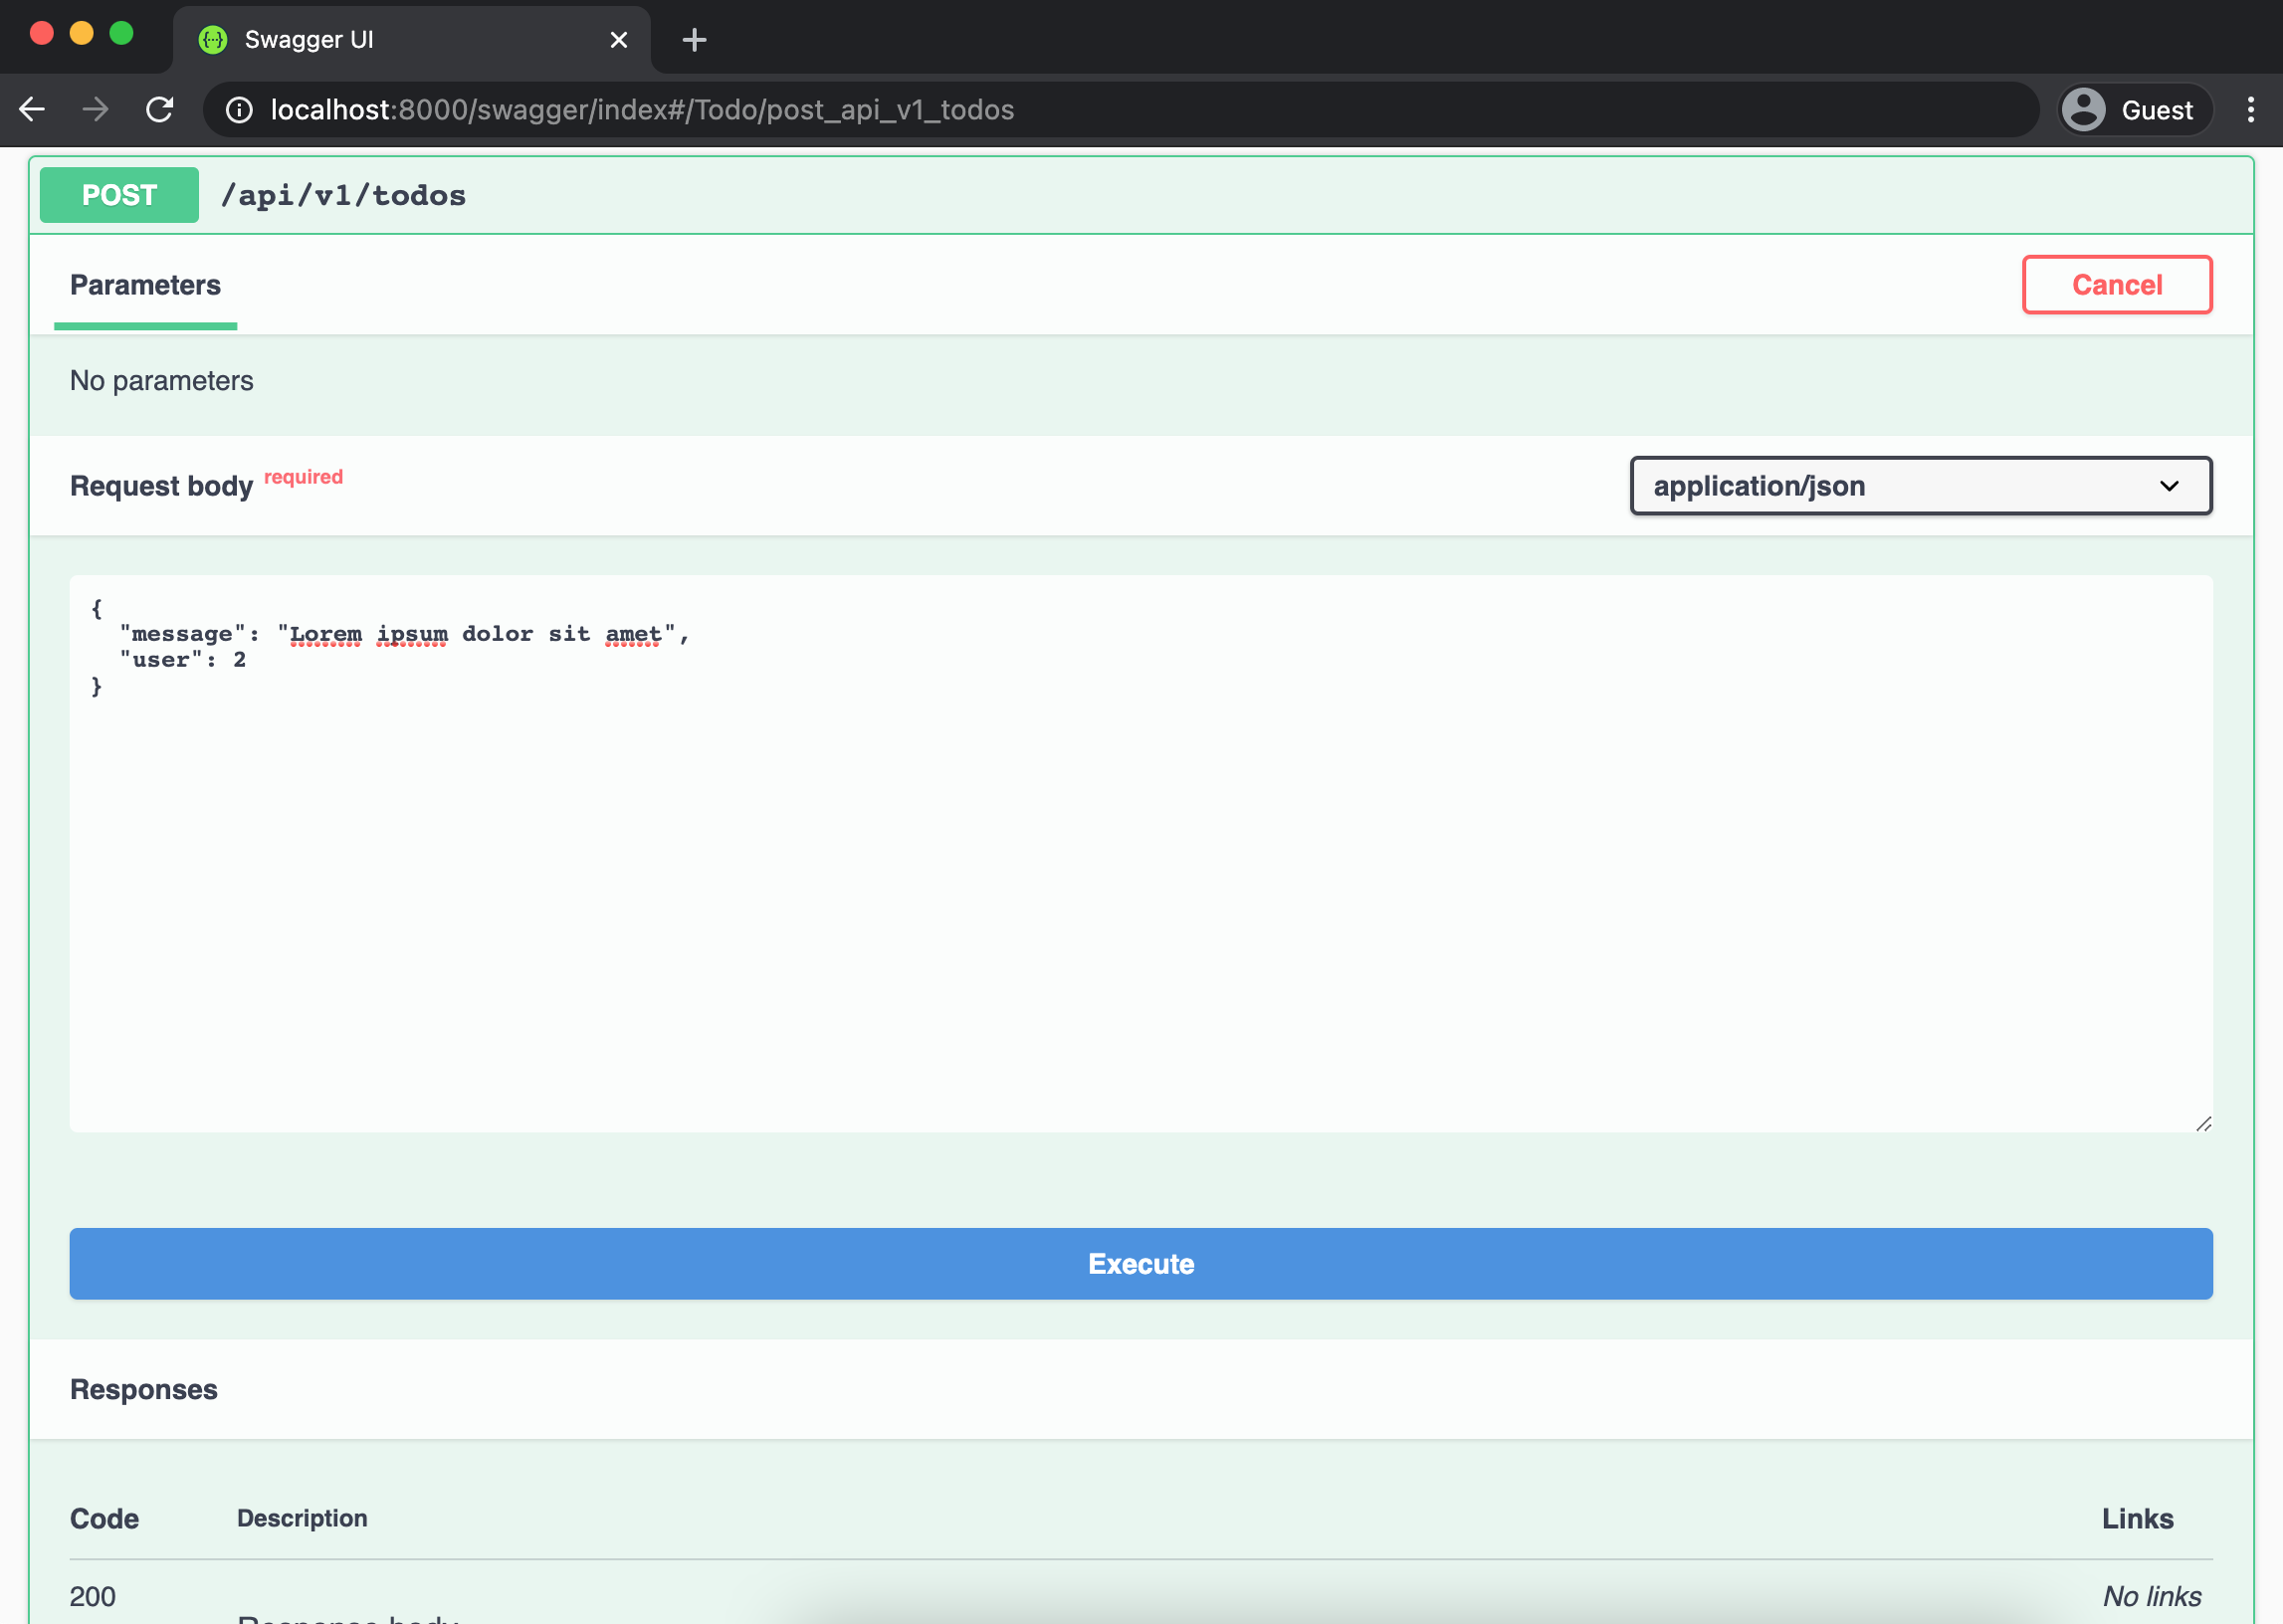 Swagger UI
localhost:8000/swagger/index#/Todo/post_api_v1_todos
Guest
POST /api/v1/todos
Parameters
Cancel
No parameters
Request body required
application/json
{
"message": "Lorem ipsum dolor sit amet",
"user": 2
}
Execute
Responses
Code Description Links
200 No links
Response body